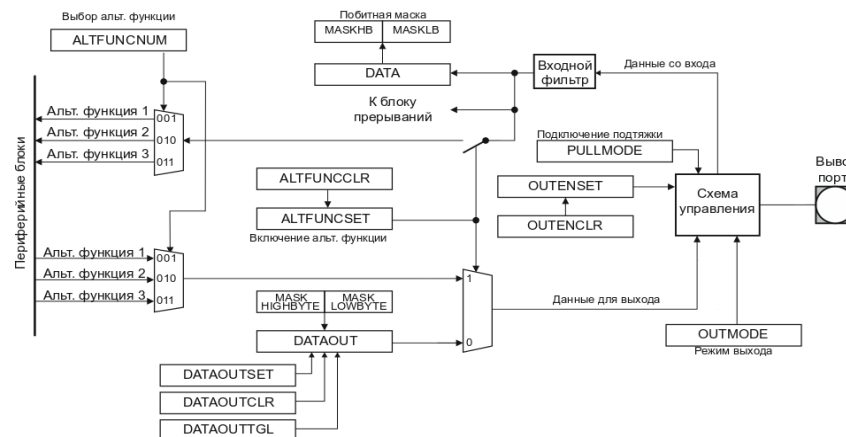 Выбор альт. функции
ALTFUNCNUM
Побитная маска
MASKHB MASKLB
DATA
К блоку
прерываний
Входной
фильтр
Данные со входа
Альт. функция 1
Альт. функция 2
Альт. функция 3
001
010
011
Подключение подтяжки
PULLMODE
ALTFUNCCLR
ALTFUNCSET
Включение альт. функции
OUTENSET
OUTENCLR
Схема
управления
Выво
порт
Периферийные блоки
Альт. функция 1
Альт. функция 2
Альт. функция 3
001
010
011
1
0
MASK
HIGHBYTE
MASK
LOWBYTE
DATAOUT
Данные для выхода
OUTMODE
Режим выхода
DATAOUTSET
DATAOUTCLR
DATAOUTTGL